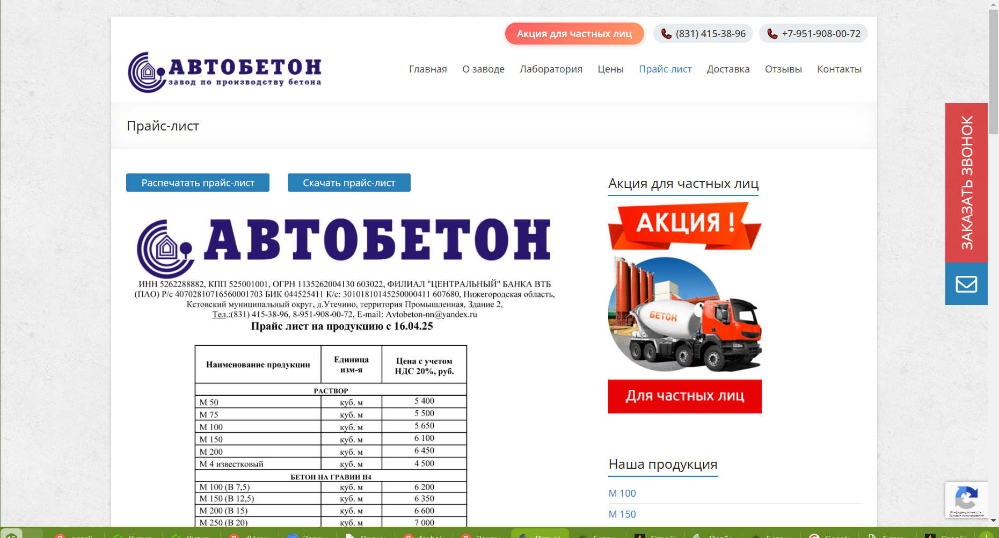 Акция для частных лиц
(831) 415-38-96
+7-951-908-00-72
АВТОБЕТОН
завод по производству бетона
Главная
О заводе
Лаборатория
Цены
Прайс-лист
Доставка
Отзывы
Контакты
Прайс-лист
Распечатать прайс-лист
Скачать прайс-лист
АВТОБЕТОН
ИНН 5262288882, КПП 525001001, ОГРН 1135262004130 603022, ФИЛИАЛ "ЦЕНТРАЛЬНЫЙ" БАНКА ВТБ
(ПАО) Р/с 40702810716560001703 БИК 044525411 К/с: 30101810145250000411 607680, Нижегородская область,
Кстовский муниципальный округ, д.Утечино, территория Промышленная, Здание 2,
Тел.:(831) 415-38-96, 8-951-908-00-72, E-mail: Avtobeton-nn@yandex.ru
Прайс лист на продукцию с 16.04.25
Наименование продукции
Единица изм-я
Цена с учетом НДС 20%, руб.
РАСТВОР
М 50 куб. м 5 400
М 75 куб. м 5 500
М 100 куб. м 5 650
М 150 куб. м 6 100
М 200 куб. м 6 450
М 4 известковый куб. м 4 500
БЕТОН НА ГРАВИИ П4
М 100 (В 7,5) куб. м 6 200
М 150 (В 12,5) куб. м 6 350
М 200 (В 15) куб. м 6 600
М 250 (В 20) куб. м 7 000
Акция для частных лиц
АКЦИЯ !
БЕТОН
Для частных лиц
Наша продукция
М 100
М 150
ЗАКАЗАТЬ ЗВОНОК
Конфиденциальность -
Условия использования